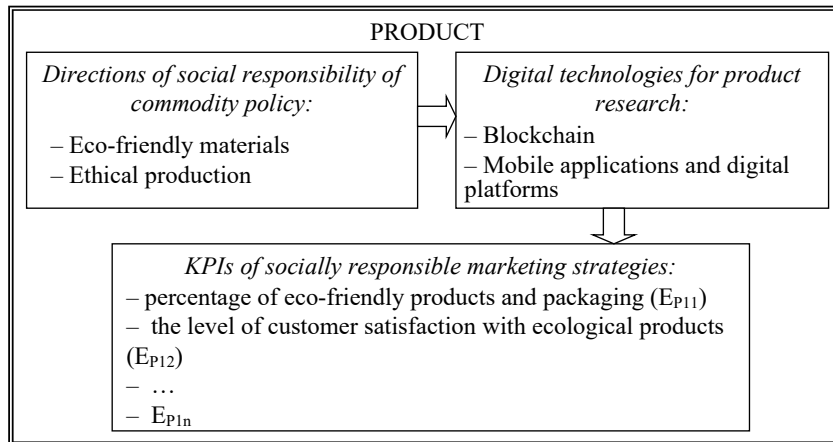 PRODUCT
Directions of social responsibility of
commodity policy:
– Eco-friendly materials
– Ethical production
Digital technologies for product
research:
– Blockchain
– Mobile applications and digital
platforms
KPIs of socially responsible marketing strategies:
– percentage of eco-friendly products and packaging (EP11)
– the level of customer satisfaction with ecological products
(EP12)
– …
– EP1n